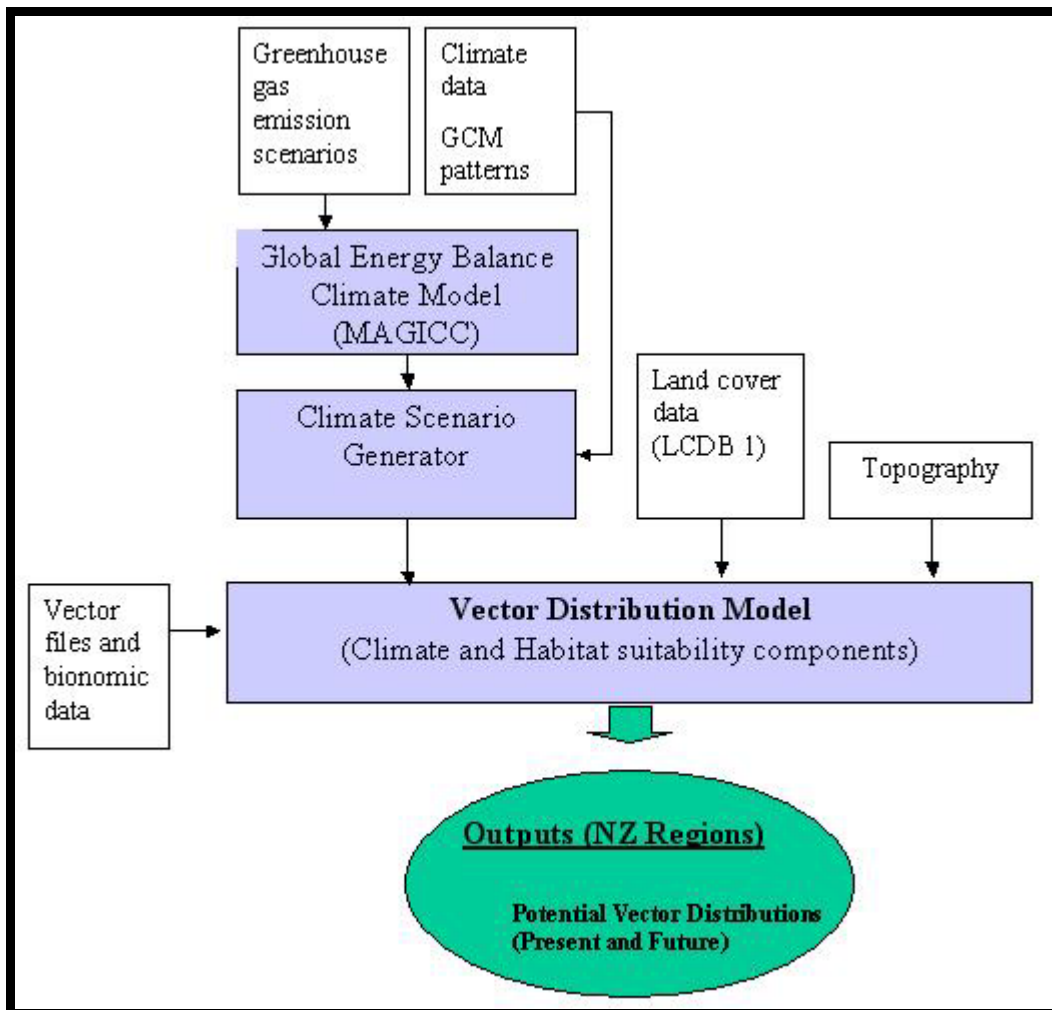 Greenhouse
gas
emission
scenarios
Climate
data
GCM
patterns
Global Energy Balance
Climate Model
(MAGICC)
Climate Scenario
Generator
Land cover
data
(LCDB 1)
Topography
Vector
files and
bionomic
data
Vector Distribution Model
(Climate and Habitat suitability components)
Outputs (NZ Regions)
Potential Vector Distributions
(Present and Future)